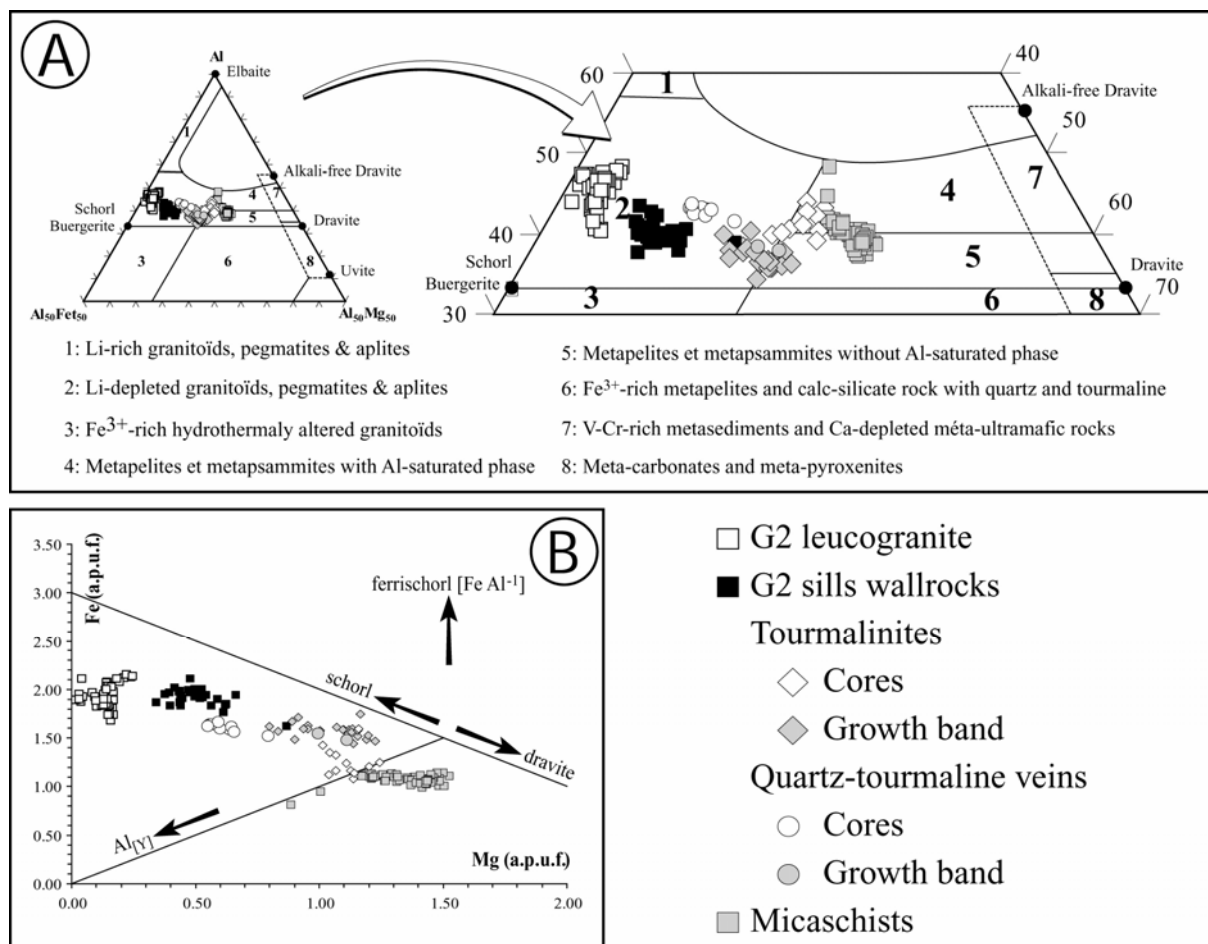 A
Al
Elbaite
1
Alkali-free Dravite
4
7
5
Schorl
Buergerite
Dravite
3
6
8
Uvite
Al50Fet50
Al50Mg50
60
40
1
Alkali-free Dravite
50
50
2
4
7
60
40
5
Schorl
Buergerite
Dravite
3
6
8
70
30
1: Li-rich granitoïds, pegmatites & aplites
2: Li-depleted granitoïds, pegmatites & aplites
3: Fe3+-rich hydrothermaly altered granitoïds
4: Metapelites et metapsammites with Al-saturated phase
5: Metapelites et metapsammites without Al-saturated phase
6: Fe3+-rich metapelites and calc-silicate rock with quartz and tourmaline
7: V-Cr-rich metasediments and Ca-depleted méta-ultramafic rocks
8: Meta-carbonates and meta-pyroxenites
B
Fe (a.p.u.f.)
3.50
3.00
2.50
2.00
1.50
1.00
0.50
0.00
ferrischorl [Fe Al-1]
schorl
dravite
Al[Y]
Mg (a.p.u.f.)
0.00
0.50
1.00
1.50
2.00
G2 leucogranite
G2 sills wallrocks
Tourmalinites
Cores
Growth band
Quartz-tourmaline veins
Cores
Growth band
Micaschists